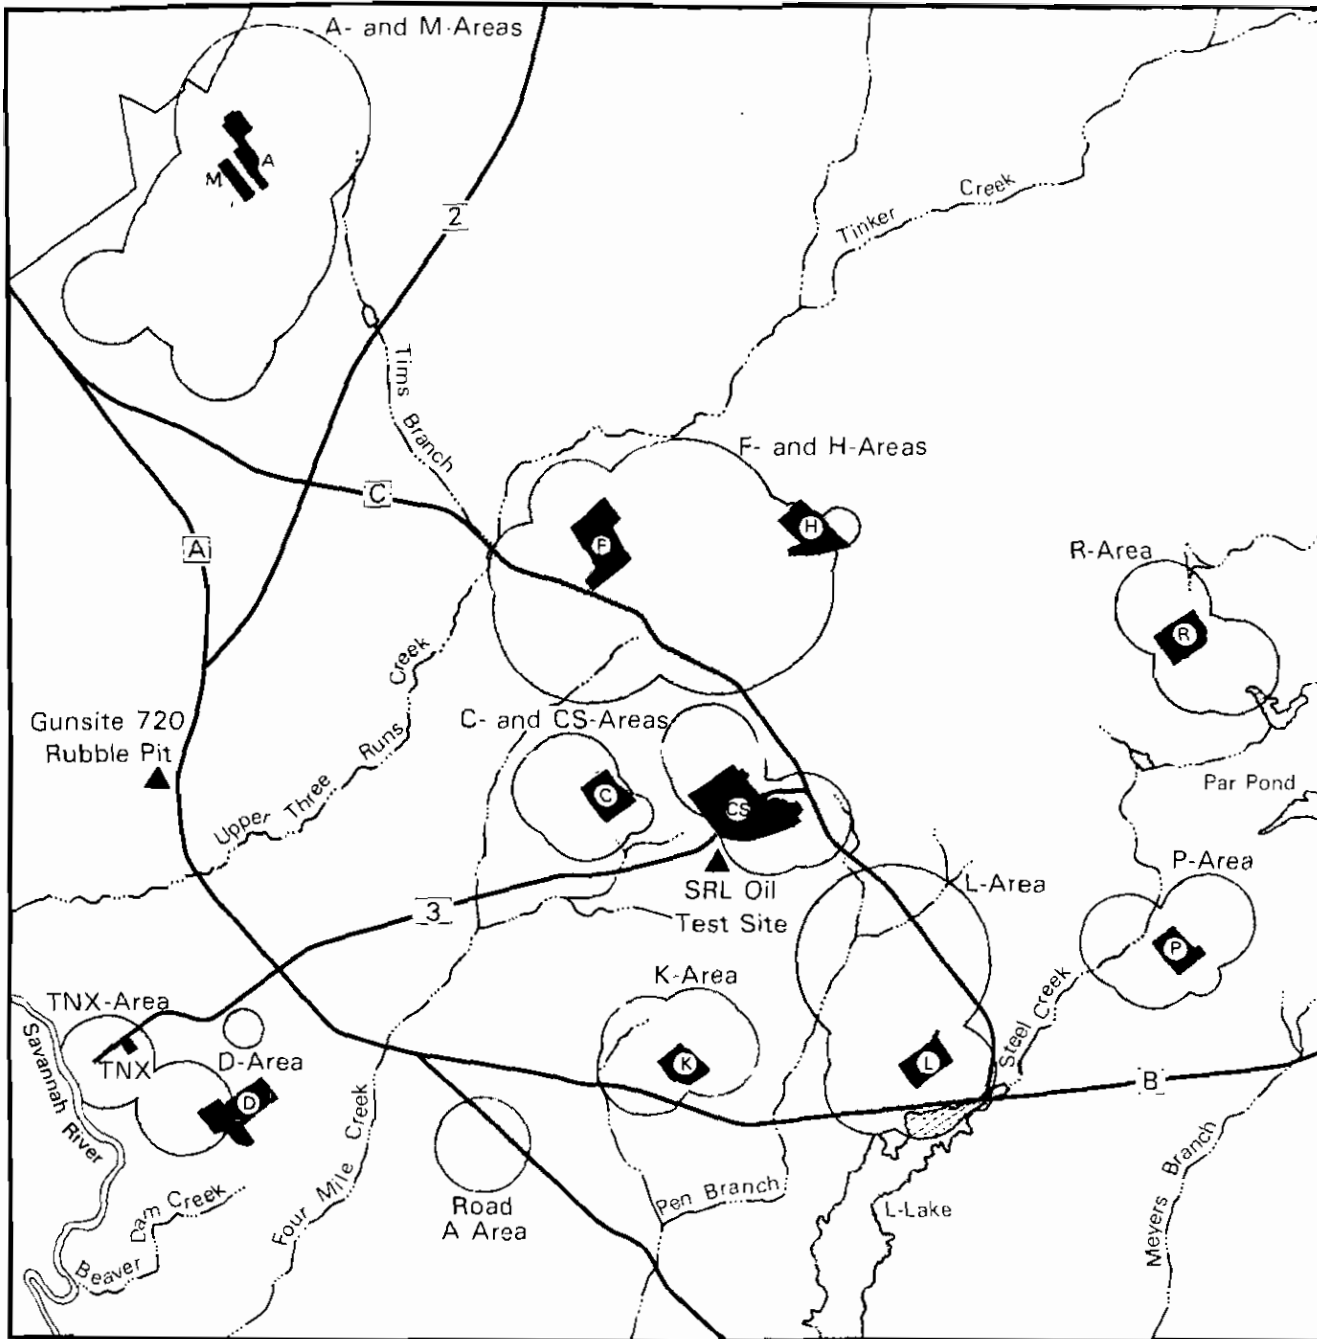 A- and M-Areas
A
M
2
Creek
Tinker
Tims
Branch
F- and H-Areas
C
A
F
H
R-Area
R
Creek
Runs
Three
Upper
Gunsite 720
Rubble Pit
C- and CS-Areas
C
CS
Par Pond
P-Area
P
L-Area
SRL Oil
Test Site
3
K-Area
K
TNX-Area
TNX
D-Area
D
Savannah
River
Steel Creek
L
B
Four Mile Creek
Road
A Area
Pen Branch
L-Lake
Meyers Branch
Beaver
Dam Creek